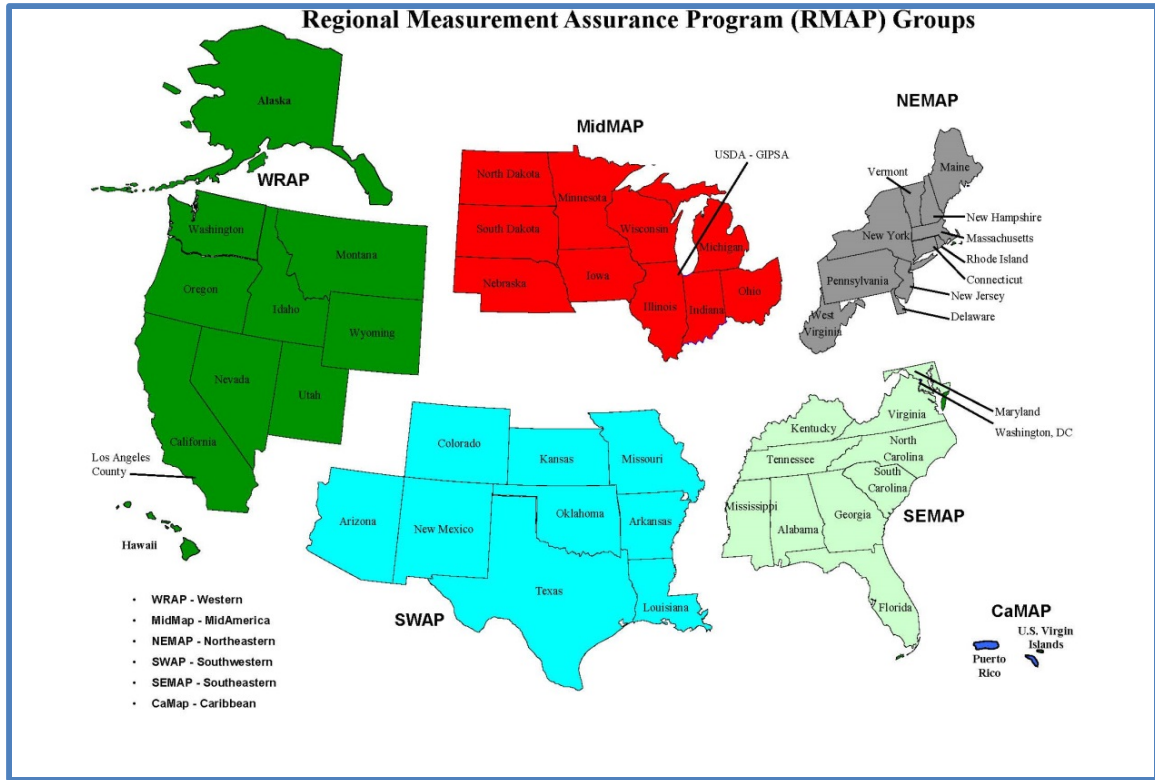 Regional Measurement Assurance Program (RMAP) Groups
Alaska
WRAP
Washington
Montana
Oregon
Idaho
Wyoming
Nevada
Utah
California
Los Angeles
County
Hawaii
MidMAP
USDA - GIPSA
North Dakota
Minnesota
South Dakota
Wisconsin
Michigan
Nebraska
Iowa
Illinois
Indiana
Ohio
NEMAP
Maine
Vermont
New Hampshire
New York
Massachusetts
Rhode Island
Connecticut
Pennsylvania
New Jersey
Delaware
West
Virginia
Colorado
Kansas
Missouri
Arizona
New Mexico
Oklahoma
Arkansas
Texas
Louisiana
SWAP
Maryland
Washington, DC
Virginia
Kentucky
North
Carolina
Tennessee
South
Carolina
Mississippi
Alabama
Georgia
SEMAP
Florida
CaMAP
U.S. Virgin
Islands
Puerto
Rico
• WRAP - Western
• MidMap - MidAmerica
• NEMAP - Northeastern
• SWAP - Southwestern
• SEMAP - Southeastern
• CaMap - Caribbean